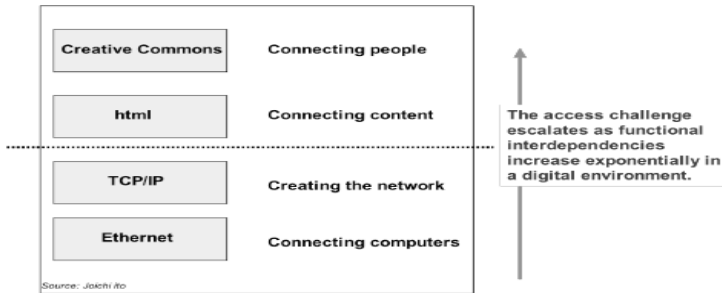 Creative Commons Connecting people
html Connecting content
The access challenge
escalates as functional
interdependencies
increase exponentially in
a digital environment.
TCP/IP Creating the network
Ethernet Connecting computers
Source: Joichi Ito